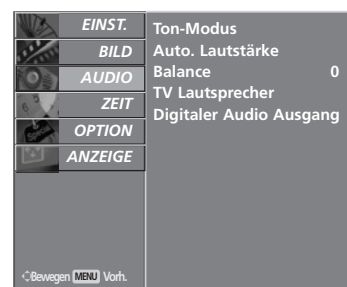 EINST.
BILD
AUDIO
ZEIT
OPTION
ANZEIGE
Bewegen MENU Vorh.
Ton-Modus
Auto. Lautstärke
Balance 0
TV Lautsprecher
Digitaler Audio Ausgang